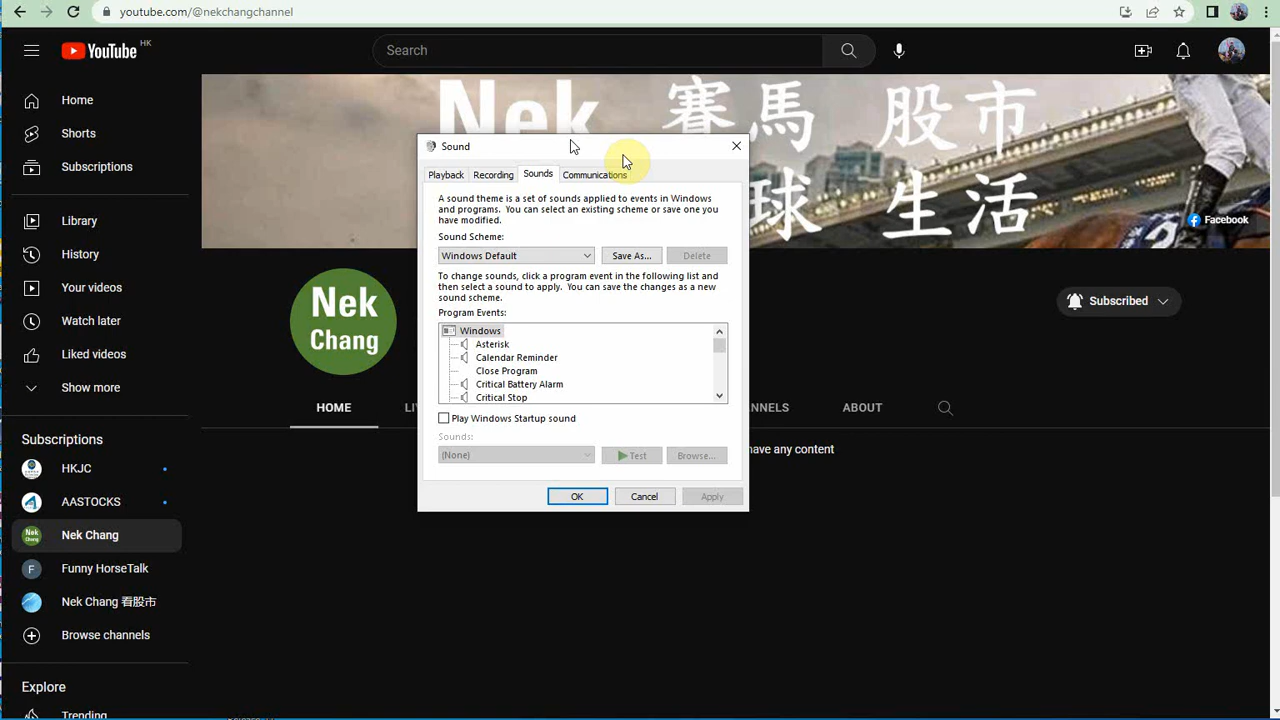 youtube.com/@nekchangchannel
YouTube HK
Search
Home
Shorts
Subscriptions
Library
History
Your videos
Watch later
Liked videos
Show more
Subscriptions
HKJC
AASTOCKS
Nek Chang
Funny HorseTalk
Nek Chang 看股市
Browse channels
Explore
Trending
Nek 賽馬 股市
球 生活
Facebook
Nek
Chang
Subscribed
HOME
LI
NNELS
ABOUT
have any content
Sound
Playback
Recording
Sounds
Communications
A sound theme is a set of sounds applied to events in Windows
and programs. You can select an existing scheme or save one you
have modified.
Sound Scheme:
Windows Default
Save As...
Delete
To change sounds, click a program event in the following list and
then select a sound to apply. You can save the changes as a new
sound scheme.
Program Events:
Windows
Asterisk
Calendar Reminder
Close Program
Critical Battery Alarm
Critical Stop
Play Windows Startup sound
Sounds:
(None)
Test
Browse...
OK
Cancel
Apply